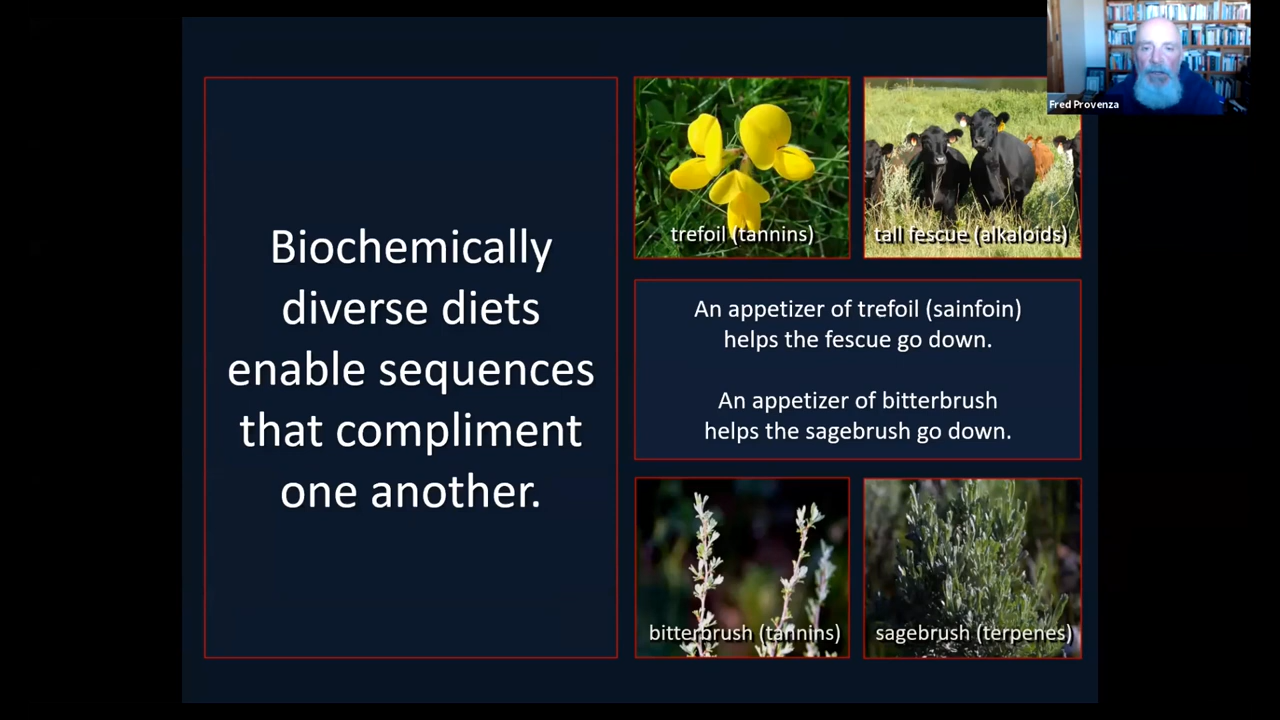 Fred Provenza
Biochemically
diverse diets
enable sequences
that compliment
one another.
trefoil (tannins)
tall fescue (alkaloids)
An appetizer of trefoil (sainfoin)
helps the fescue go down.
An appetizer of bitterbrush
helps the sagebrush go down.
bitterbrush (tannins)
sagebrush (terpenes)